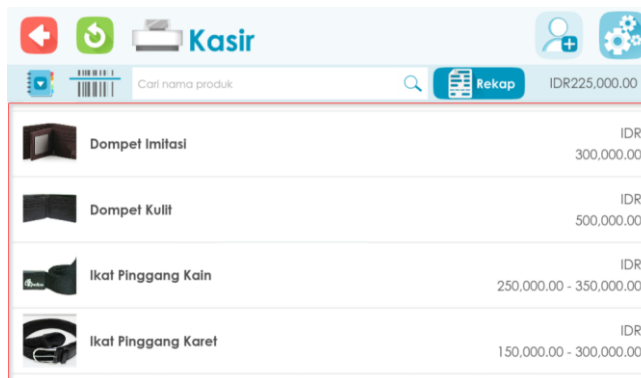 Kasir
Cari nama produk
Rekap
IDR225,000.00
Dompet Imitasi
IDR
300,000.00
Dompet Kulit
IDR
500,000.00
Ikat Pinggang Kain
IDR
250,000.00 - 350,000.00
Ikat Pinggang Karet
IDR
150,000.00 - 300,000.00